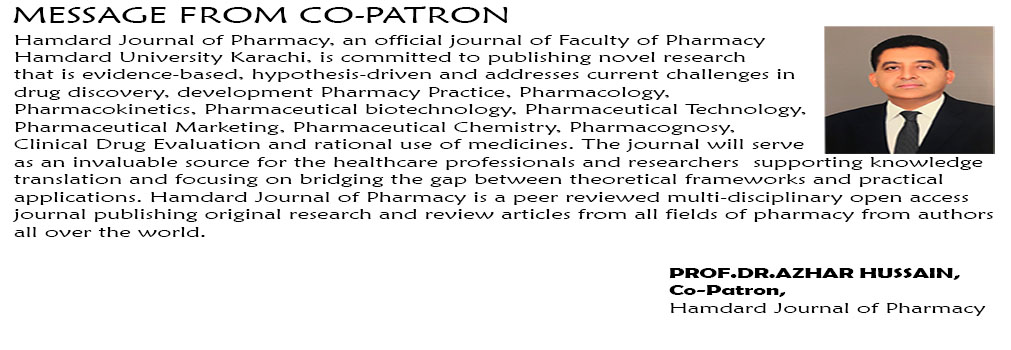 MESSAGE FROM CO-PATRON
Hamdard Journal of Pharmacy, an official journal of Faculty of Pharmacy
Hamdard University Karachi, is committed to publishing novel research
that is evidence-based, hypothesis-driven and addresses current challenges in
drug discovery, development Pharmacy Practice, Pharmacology,
Pharmacokinetics, Pharmaceutical biotechnology, Pharmaceutical Technology,
Pharmaceutical Marketing, Pharmaceutical Chemistry, Pharmacognosy,
Clinical Drug Evaluation and rational use of medicines. The journal will serve
as an invaluable source for the healthcare professionals and researchers supporting knowledge
translation and focusing on bridging the gap between theoretical frameworks and practical
applications. Hamdard Journal of Pharmacy is a peer reviewed multi-disciplinary open access
journal publishing original research and review articles from all fields of pharmacy from authors
all over the world.
PROF.DR.AZHAR HUSSAIN,
Co-Patron,
Hamdard Journal of Pharmacy